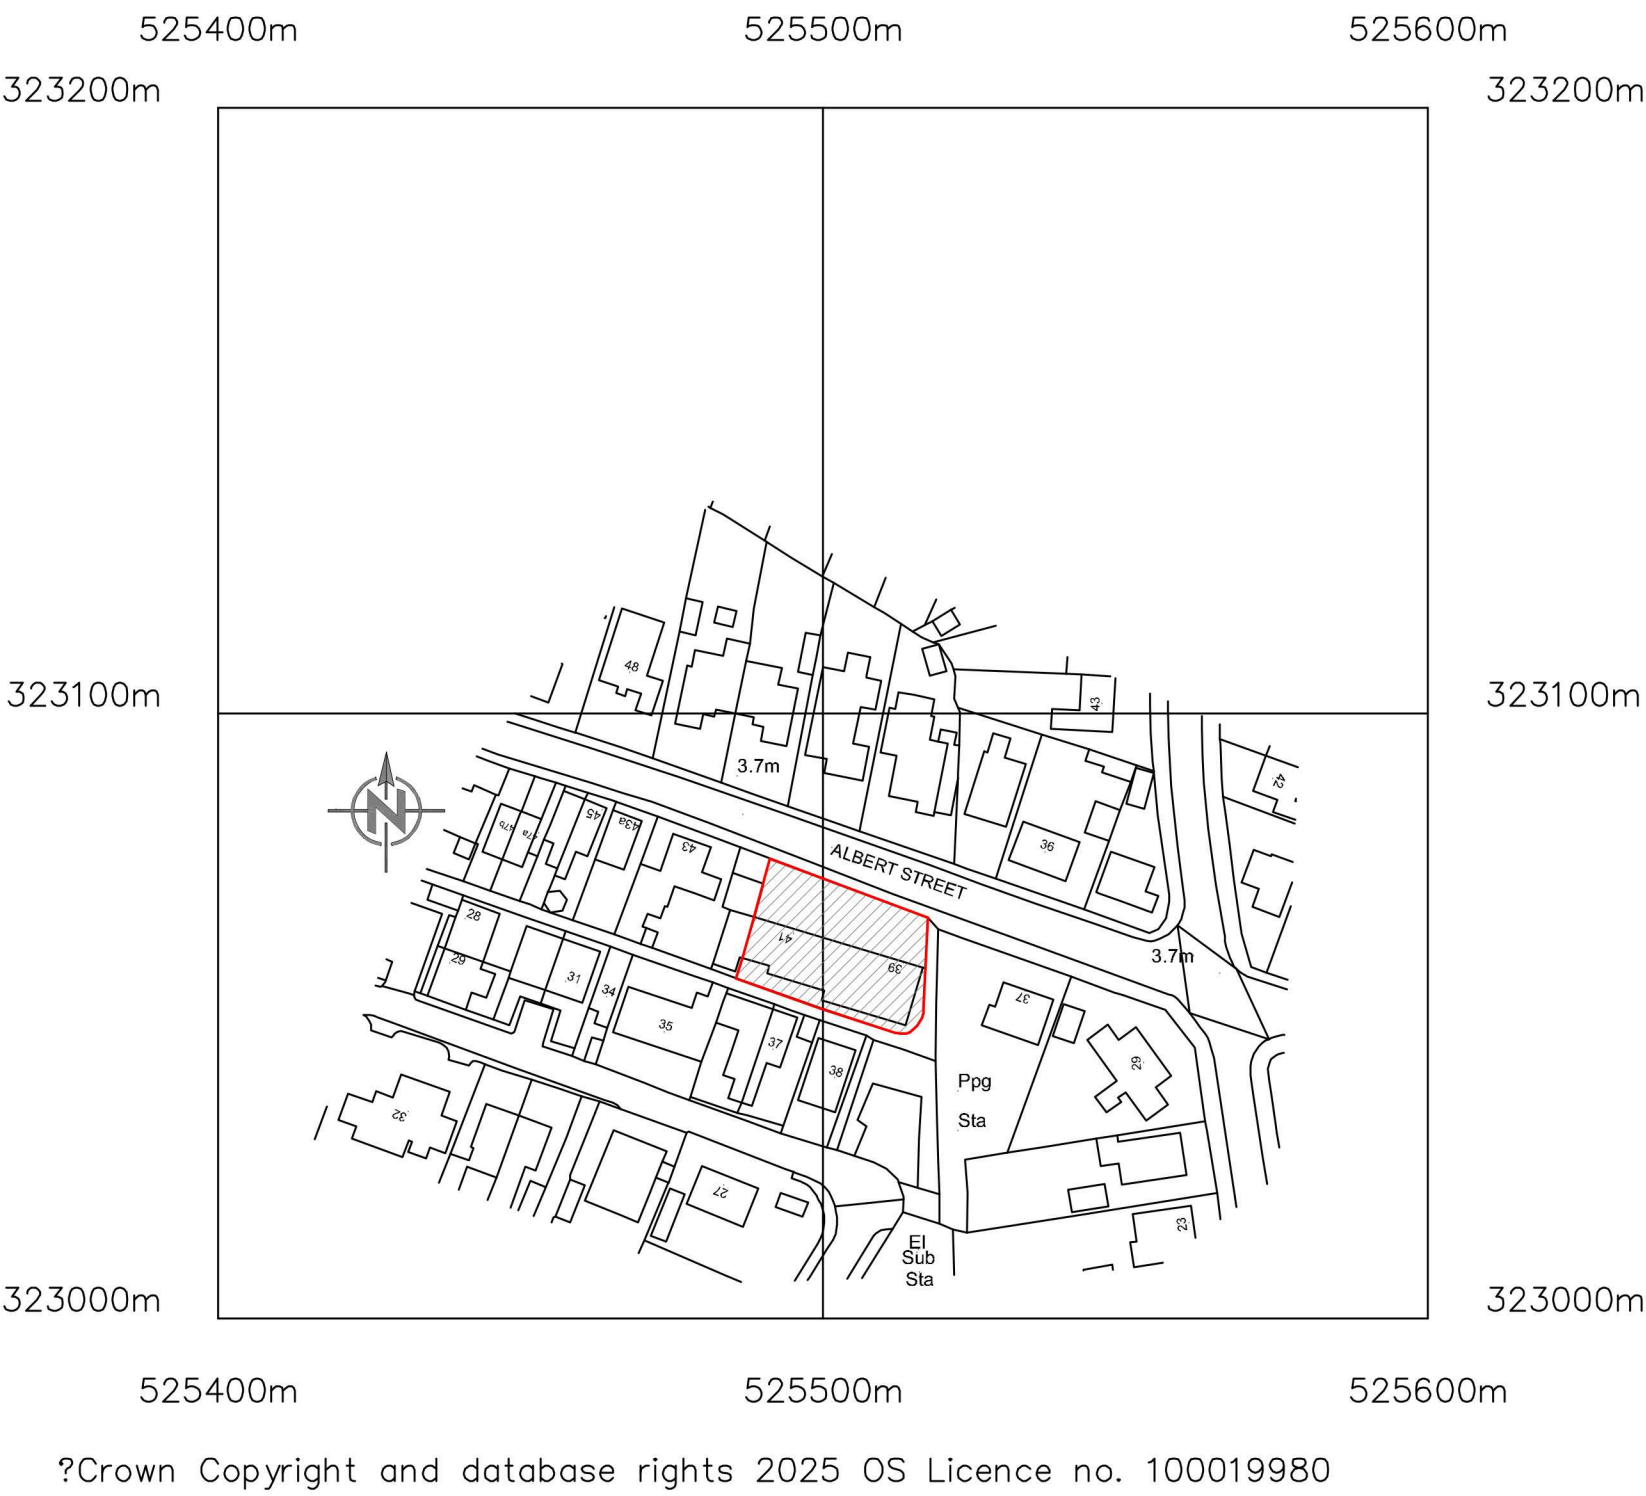 525400m 525500m 525600m
323200m 323200m
48
43
323100m 323100m
42
3.7m
N
47b 47a 45 43a
43
36
ALBERT STREET
28
41
3.7m
29
39
31
34
37
35
37
38
29
Ppg
Sta
32
27
23
El
Sub
Sta
323000m 323000m
525400m 525500m 525600m
?Crown Copyright and database rights 2025 OS Licence no. 100019980